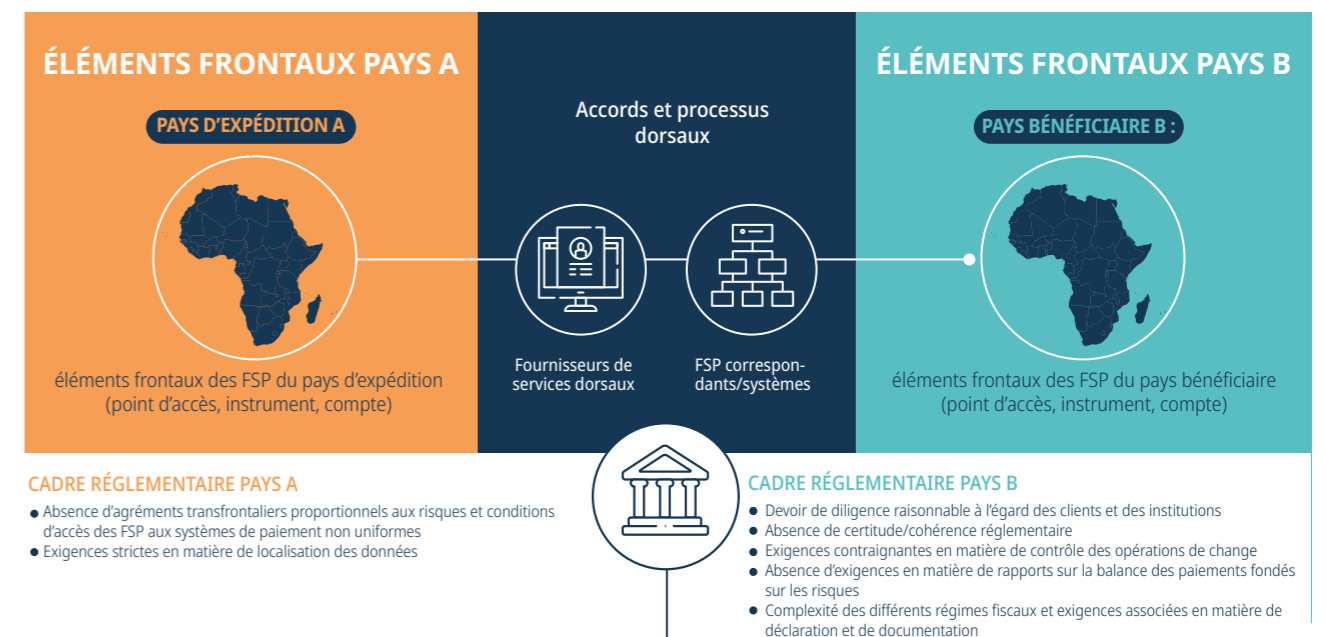 ÉLÉMENTS FRONTAUX PAYS A
PAYS D’EXPÉDITION A
éléments frontaux des FSP du pays d’expédition
(point d’accès, instrument, compte)
Accords et processus
dorsaux
Fournisseurs de
services dorsaux
FSP correspon-
dants/systèmes
ÉLÉMENTS FRONTAUX PAYS B
PAYS BÉNÉFICIAIRE B :
éléments frontaux des FSP du pays bénéficiaire
(point d’accès, instrument, compte)
CADRE RÉGLEMENTAIRE PAYS A
● Absence d’agréments transfrontaliers proportionnels aux risques et conditions
d’accès des FSP aux systèmes de paiement non uniformes
● Exigences strictes en matière de localisation des données
CADRE RÉGLEMENTAIRE PAYS B
● Devoir de diligence raisonnable à l’égard des clients et des institutions
● Absence de certitude/cohérence réglementaire
● Exigences contraignantes en matière de contrôle des opérations de change
● Absence d’exigences en matière de rapports sur la balance des paiements fondés
sur les risques
● Complexité des différents régimes fiscaux et exigences associées en matière de
déclaration et de documentation